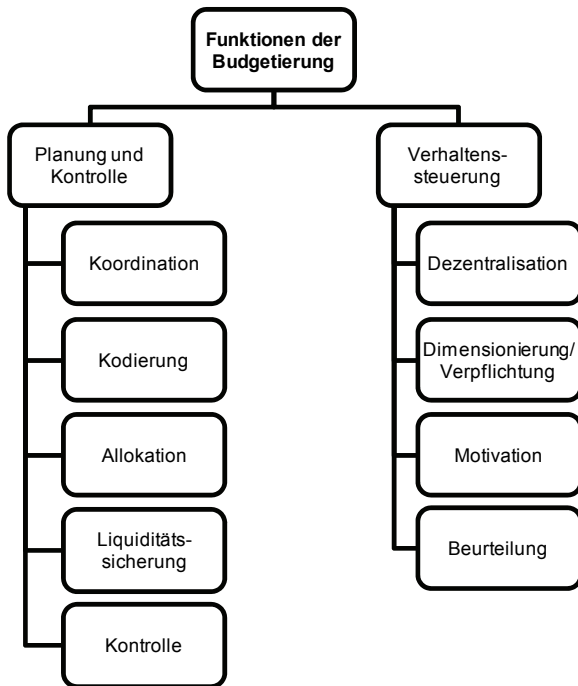 Funktionen der
Budgetierung
Planung und
Kontrolle
Verhaltens-
steuerung
Koordination
Kodierung
Allokation
Liquiditäts-
sicherung
Kontrolle
Dezentralisation
Dimensionierung/
Verpflichtung
Motivation
Beurteilung